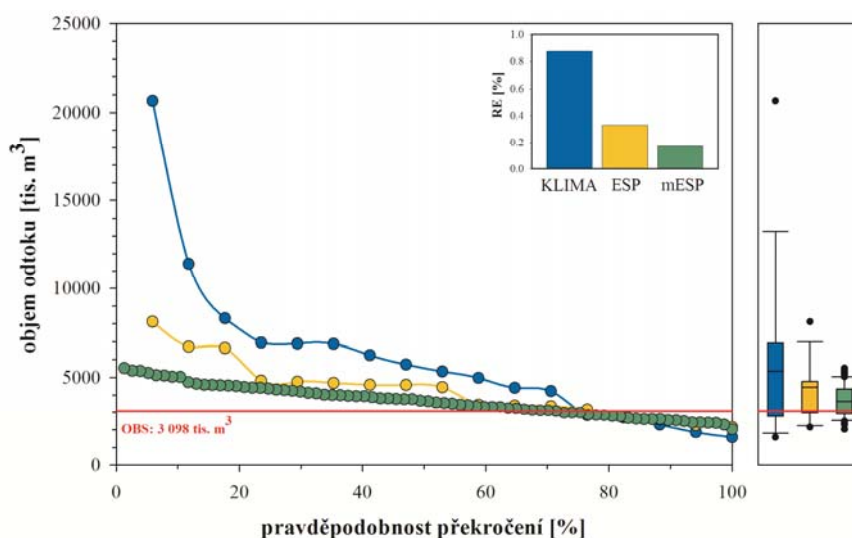 25000
20000
15000
10000
5000
0
objem odtoku [tis. m³]
0 20 40 60 80 100
pravděpodobnost překročení [%]
OBS: 3 098 tis. m³
1.0
0.8
0.6
0.4
0.2
0.0
RE [%]
KLIMA ESP mESP